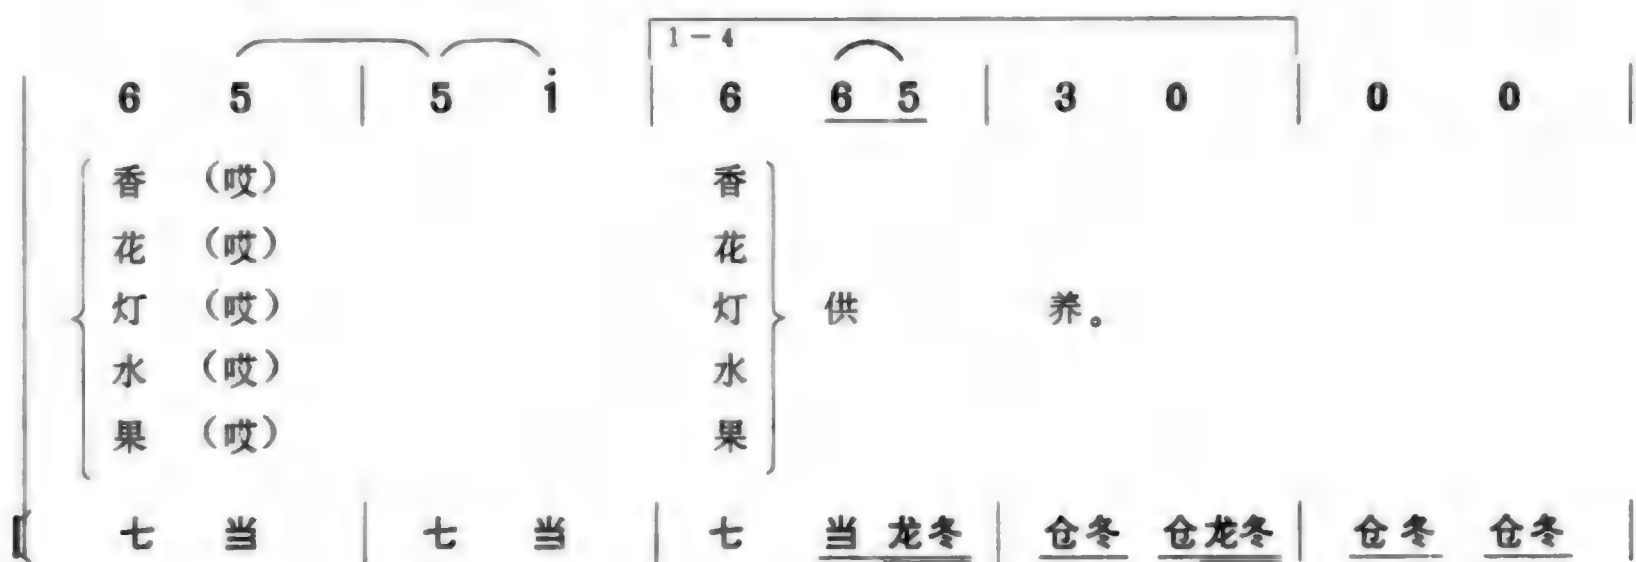 1－4
6 5 | 5 i̇ | 6 6 5 | 3 0 | 0 0 |
香 （哎） 香
花 （哎） 花
灯 （哎） 灯 供 养。
水 （哎） 水
果 （哎） 果
七 当 | 七 当 | 七 当 龙冬 | 仓冬 仓龙冬 | 仓冬 仓冬 |